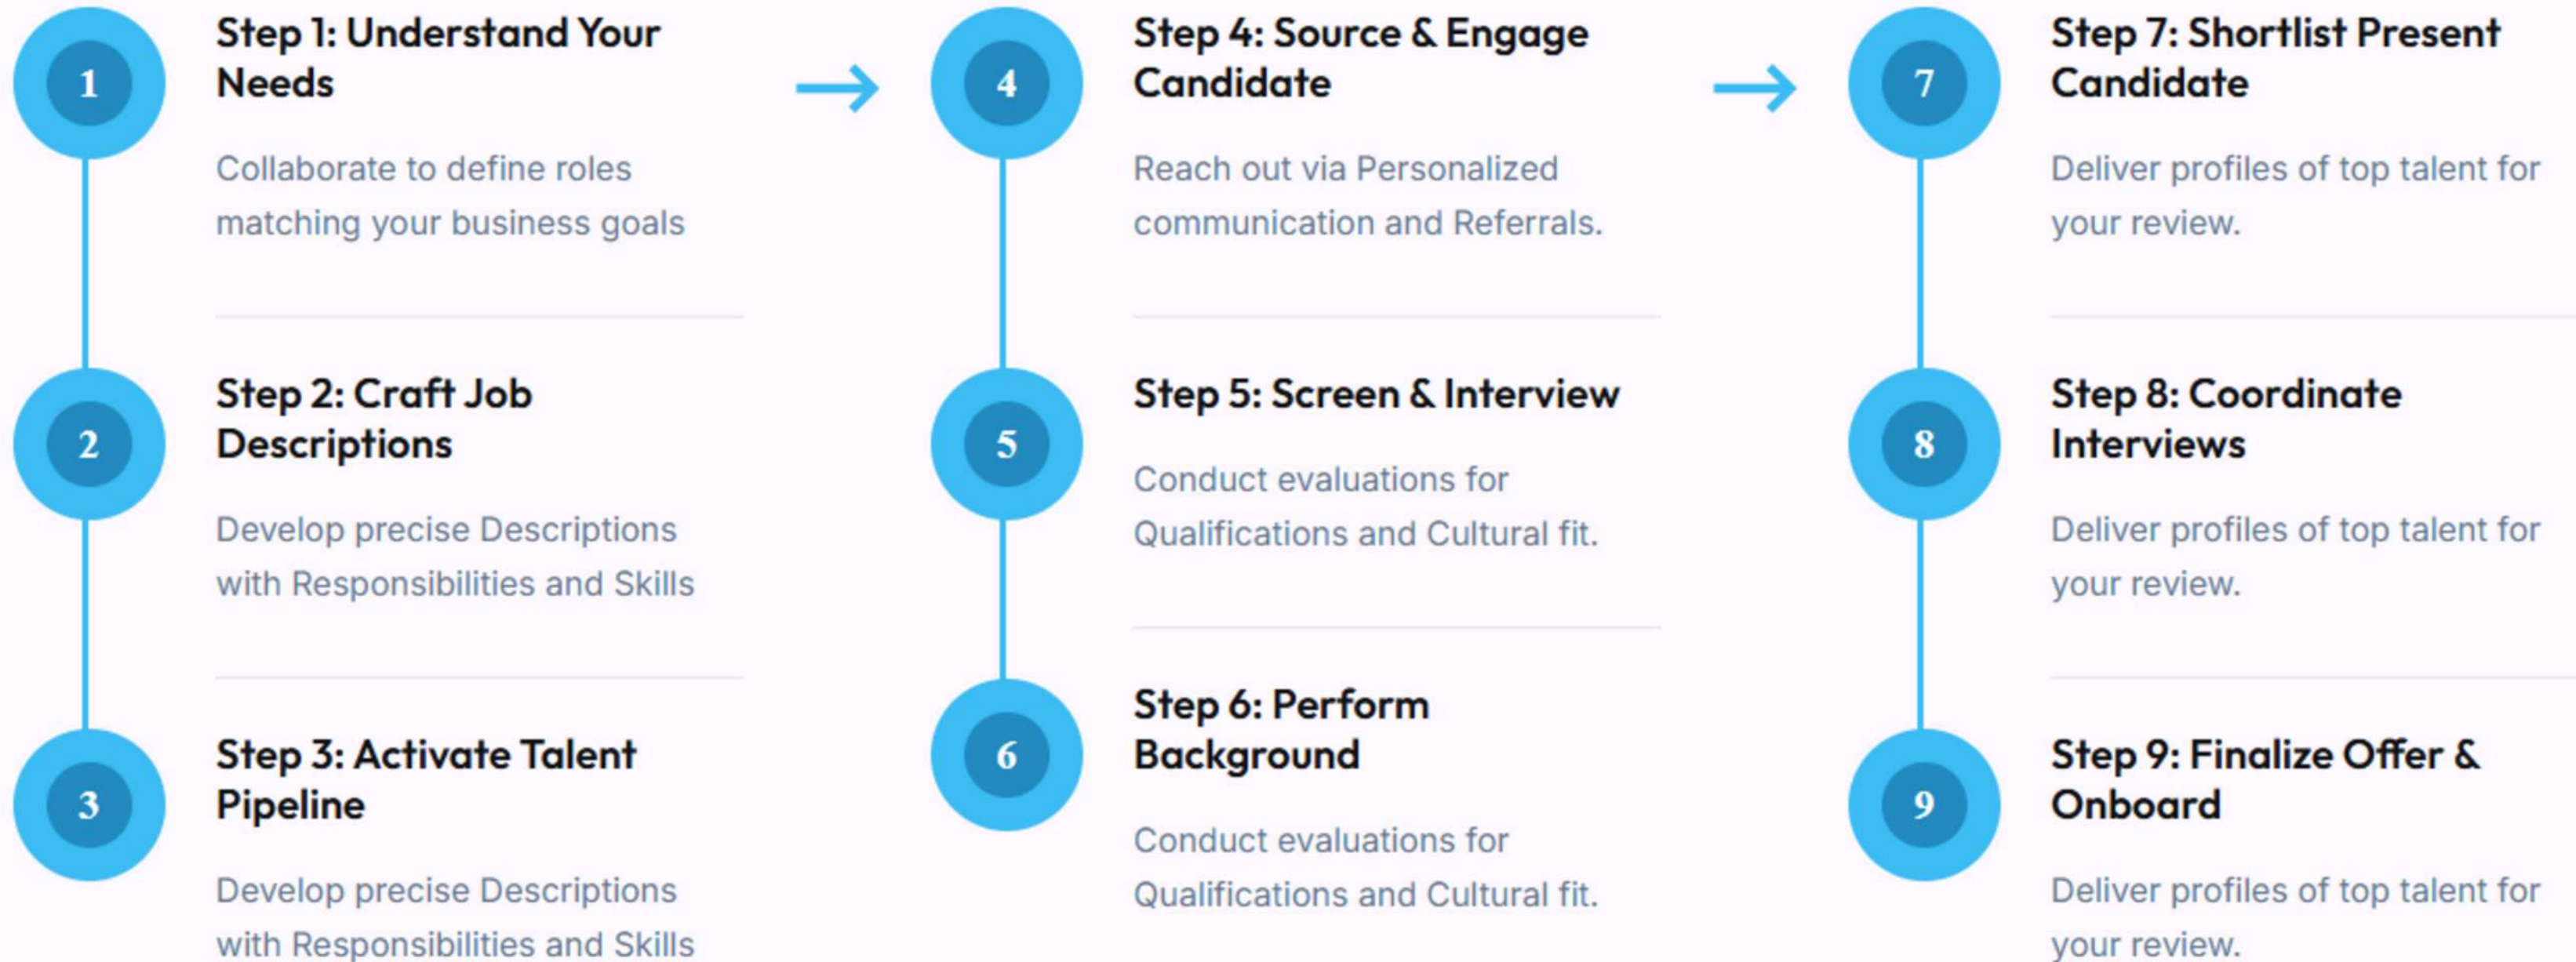 1
Step 1: Understand Your
Needs
Collaborate to define roles
matching your business goals
2
Step 2: Craft Job
Descriptions
Develop precise Descriptions
with Responsibilities and Skills
3
Step 3: Activate Talent
Pipeline
Develop precise Descriptions
with Responsibilities and Skills
4
Step 4: Source & Engage
Candidate
Reach out via Personalized
communication and Referrals.
5
Step 5: Screen & Interview
Conduct evaluations for
Qualifications and Cultural fit.
6
Step 6: Perform
Background
Conduct evaluations for
Qualifications and Cultural fit.
7
Step 7: Shortlist Present
Candidate
Deliver profiles of top talent for
your review.
8
Step 8: Coordinate
Interviews
Deliver profiles of top talent for
your review.
9
Step 9: Finalize Offer &
Onboard
Deliver profiles of top talent for
your review.